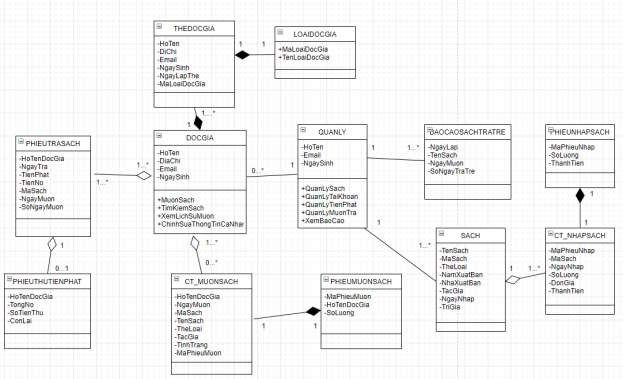 THEDOCGIA
-HoTen
-DiChi
-Email
-NgaySinh
-NgayLapThe
-MaLoaiDocGia
1
1
LOAIDOCGIA
+MaLoaiDocGia
+TenLoaiDocGia
1...*
1
PHIEUTRASACH
-HoTenDocGia
-NgayTra
-TienPhat
-TienNo
-MaSach
-NgayMuon
-SoNgayMuon
1...*
1...*
DOCGIA
-HoTen
-DiaChi
-Email
-NgaySinh
+MuonSach
+TimKiemSach
+XemLichSuMuon
+ChinhSuaThongTinCaNhan
0...*
1
QUANLY
-HoTen
-Email
-NgaySinh
+QuanLySach
+QuanLyTaiKhoan
+QuanLyTienPhat
+QuanLyMuonTra
+XemBaoCao
1
1...*
BAOCAOSACHTRATRE
-NgayLap
-TenSach
-NgayMuon
-SoNgayTraTre
PHIEUNHAPSACH
-MaPhieuNhap
-SoLuong
-ThanhTien
1
1
1
0...1
PHIEUTHUTIENPHAT
-HoTenDocGia
-TongNo
-SoTienThu
-ConLai
1...*
0...*
CT_MUONSACH
-HoTenDocGia
-NgayMuon
-MaSach
-TenSach
-TheLoai
-TacGia
-TinhTrang
-MaPhieuMuon
1
1
PHIEUMUONSACH
-MaPhieuMuon
-HoTenDocGia
-SoLuong
1
1...*
SACH
-TenSach
-MaSach
-TheLoai
-NamXuatBan
-NhaXuatBan
-TacGia
-NgayNhap
-TriGia
1
1...*
CT_NHAPSACH
-MaPhieuNhap
-MaSach
-NgayNhap
-SoLuong
-DonGia
-ThanhTien